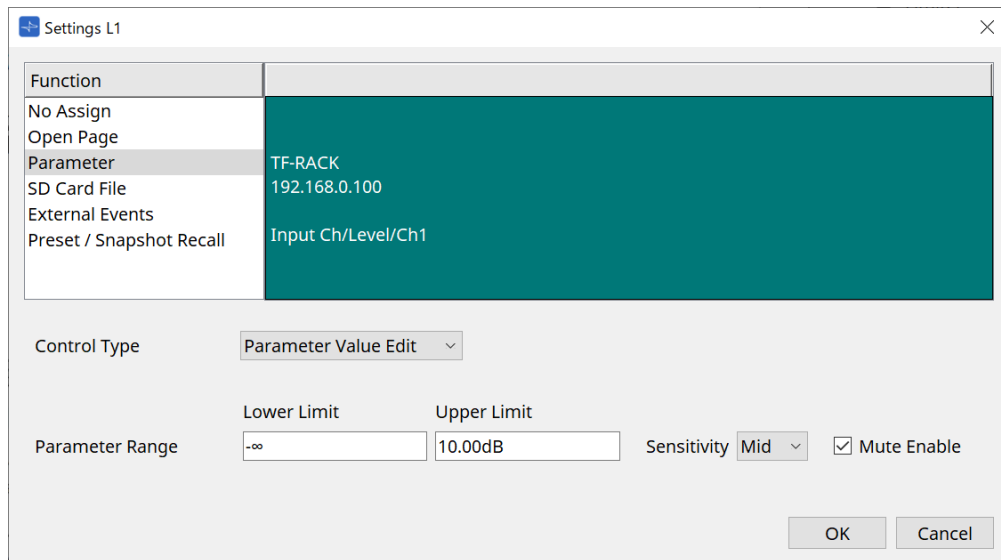 Settings L1
Function
No Assign
Open Page
Parameter
SD Card File
External Events
Preset / Snapshot Recall
TF-RACK
192.168.0.100
Input Ch/Level/Ch1
Control Type Parameter Value Edit
Lower Limit Upper Limit
Parameter Range -∞ 10.00dB Sensitivity Mid Mute Enable
OK Cancel